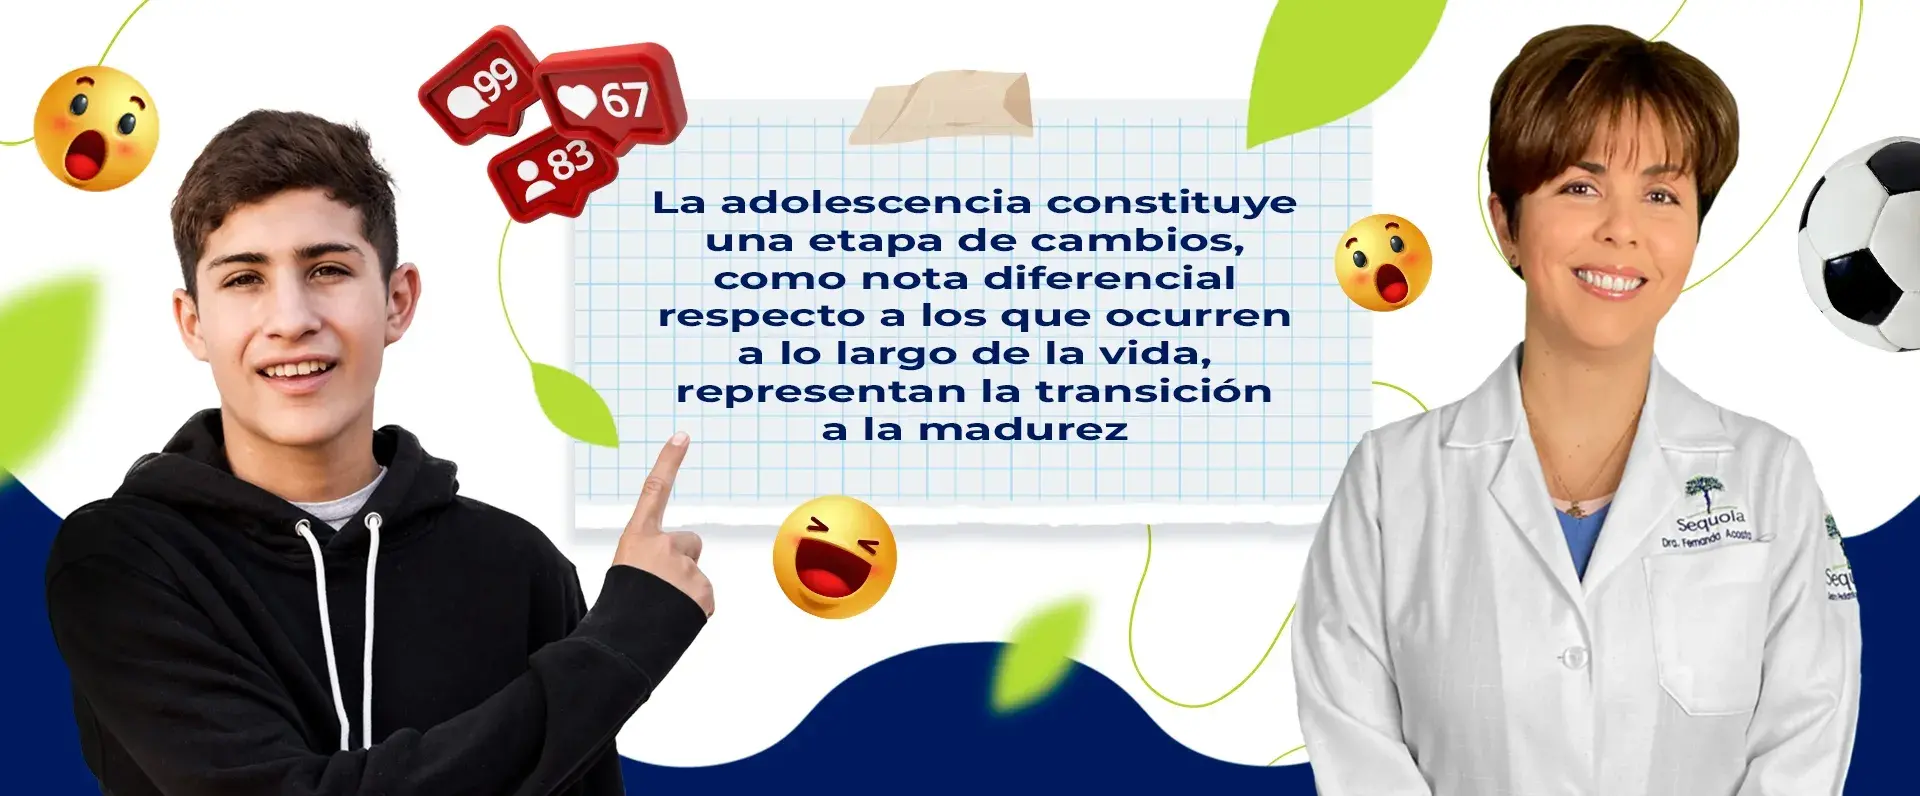 99
67
83
La adolescencia constituye
una etapa de cambios,
como nota diferencial
respecto a los que ocurren
a lo largo de la vida,
representan la transición
a la madurez
Sequoia
Dra. Fernanda Acosta